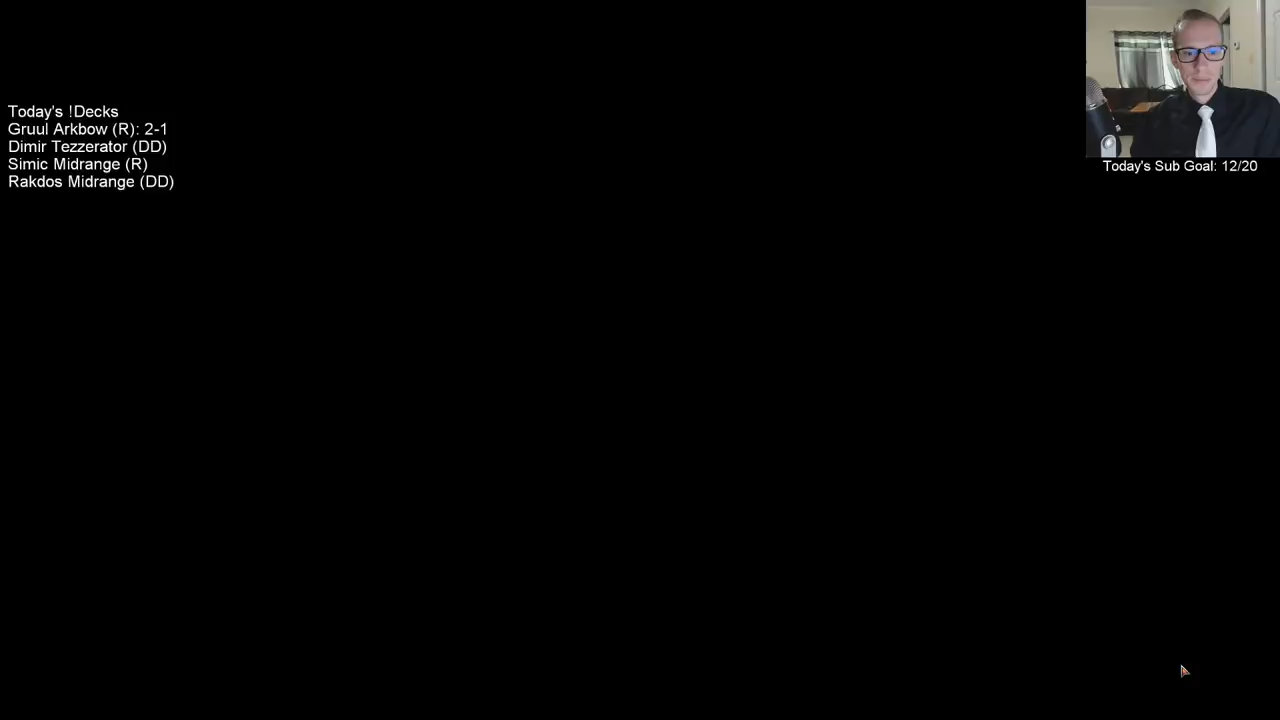 Today's !Decks
Gruul Arkbow (R): 2-1
Dimir Tezzerator (DD)
Simic Midrange (R)
Rakdos Midrange (DD)
Today's Sub Goal: 12/20